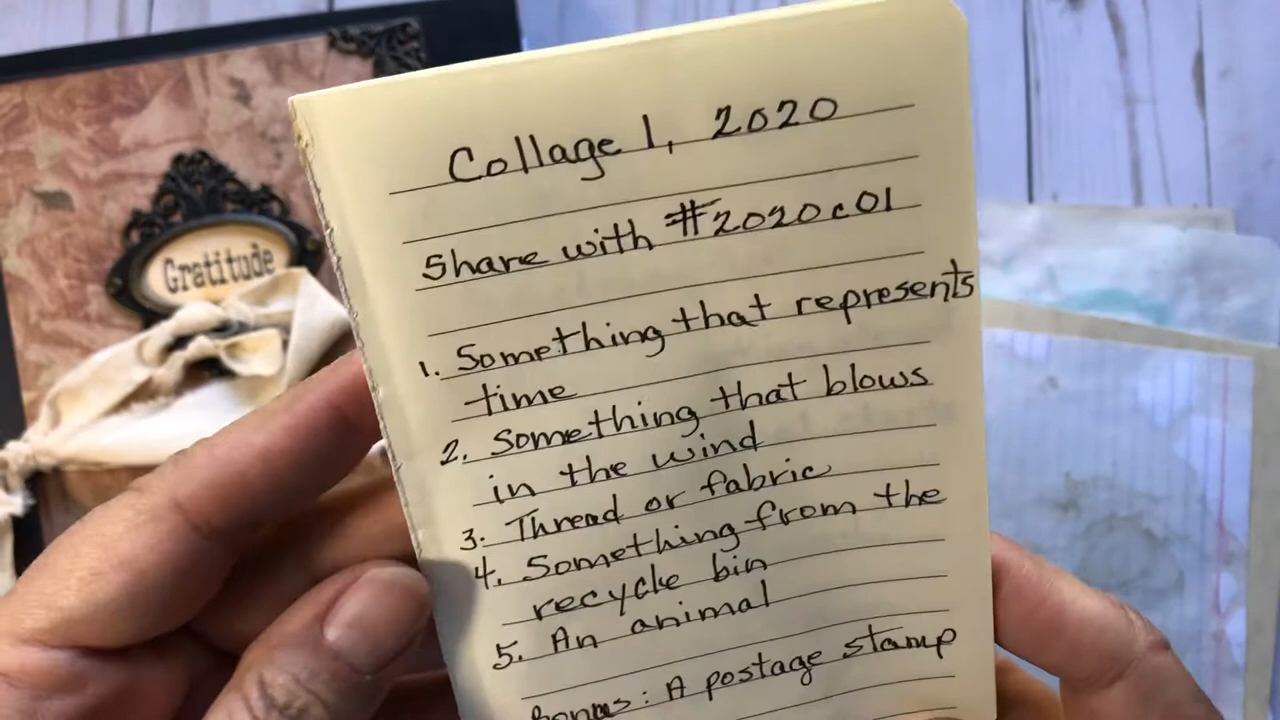 Gratitude
Collage 1, 2020
Share with #2020c01
1. Something that represents
time
2. Something that blows
in the wind
3. Thread or fabric
4. Something from the
recycle bin
5. An animal
Bonus: A postage stamp